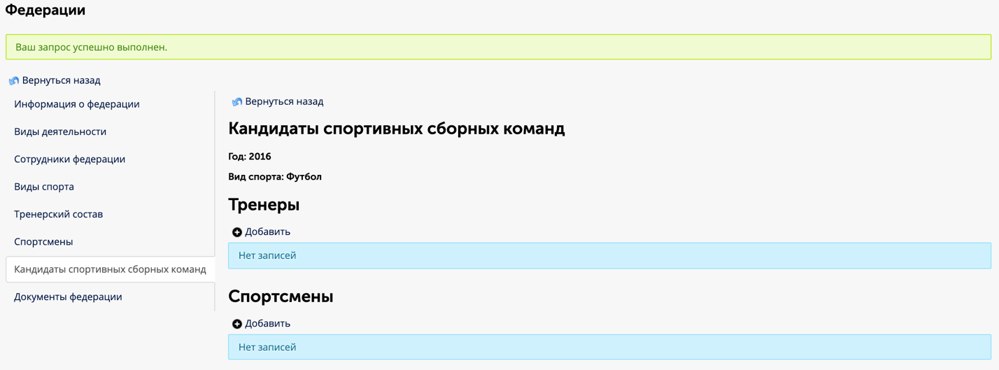 Федерации
Ваш запрос успешно выполнен.
Вернуться назад
Информация о федерации
Виды деятельности
Сотрудники федерации
Виды спорта
Тренерский состав
Спортсмены
Кандидаты спортивных сборных команд
Документы федерации
Вернуться назад
Кандидаты спортивных сборных команд
Год: 2016
Вид спорта: Футбол
Тренеры
Добавить
Нет записей
Спортсмены
Добавить
Нет записей